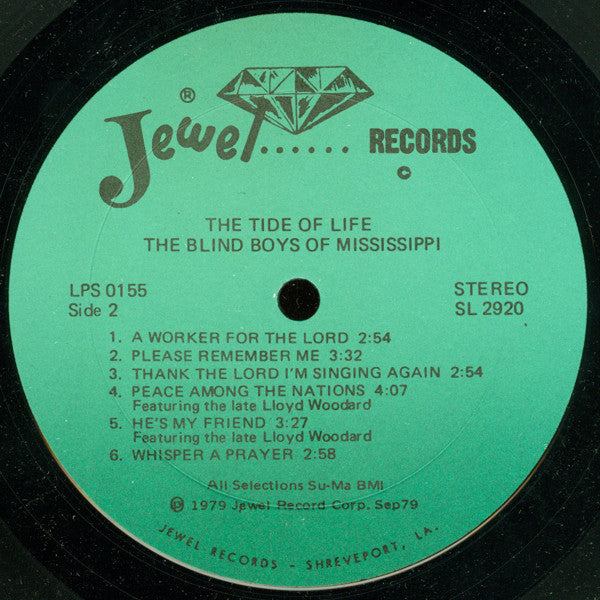 ® Jewel...... RECORDS
©
THE TIDE OF LIFE
THE BLIND BOYS OF MISSISSIPPI
LPS 0155 STEREO
Side 2 SL 2920
1. A WORKER FOR THE LORD 2:54
2. PLEASE REMEMBER ME 3:32
3. THANK THE LORD I'M SINGING AGAIN 2:54
4. PEACE AMONG THE NATIONS 4:07
Featuring the late Lloyd Woodard
5. HE'S MY FRIEND 3:27
Featuring the late Lloyd Woodard
6. WHISPER A PRAYER 2:58
All Selections Su-Ma BMI
℗ 1979 Jewel Record Corp. Sep79
JEWEL RECORDS - SHREVEPORT, LA.